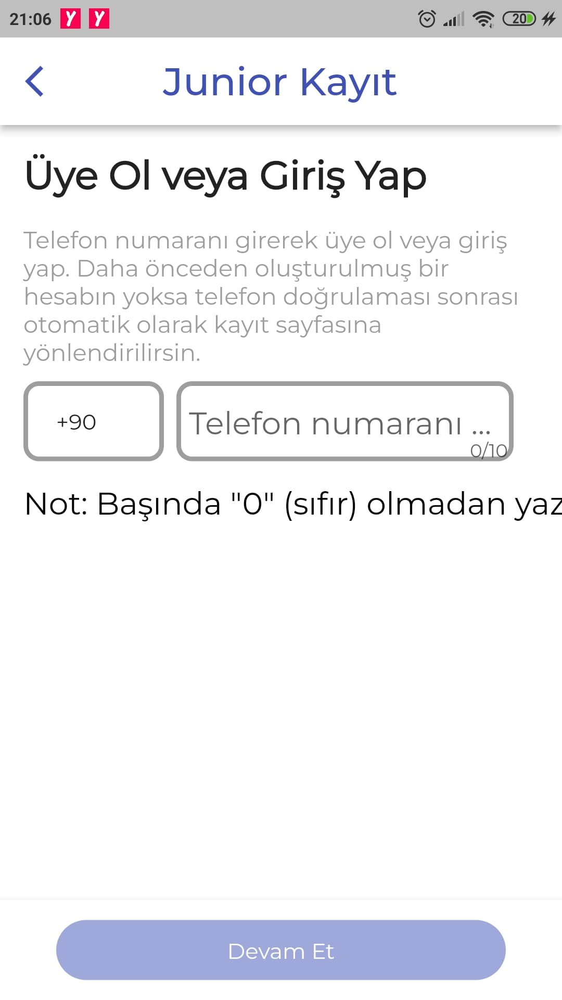 21:06 Y Y 20
Junior Kayıt
Üye Ol veya Giriş Yap
Telefon numaranı girerek üye ol veya giriş
yap. Daha önceden oluşturulmuş bir
hesabın yoksa telefon doğrulaması sonrası
otomatik olarak kayıt sayfasına
yönlendirilirsin.
+90 Telefon numaranı ...
0/10
Not: Başında "0" (sıfır) olmadan yaz
Devam Et